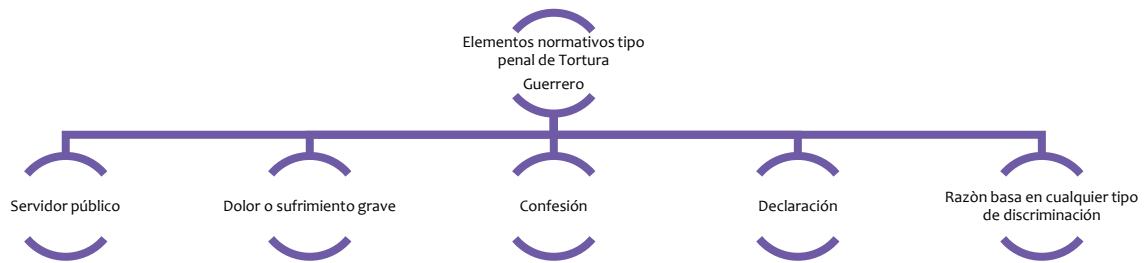 Elementos normativos tipo
penal de Tortura
Guerrero
Servidor público
Dolor o sufrimiento grave
Confesión
Declaración
Razòn basa en cualquier tipo
de discriminación